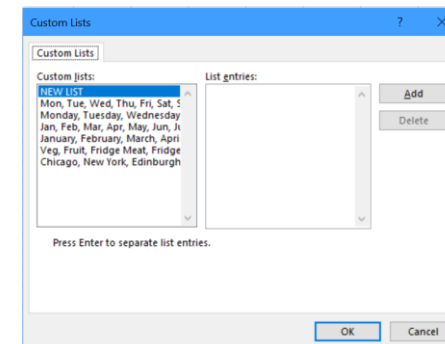 Custom Lists
?
Custom Lists
Custom lists:
List entries:
NEW LIST
Mon, Tue, Wed, Thu, Fri, Sat, S
Monday, Tuesday, Wednesday
Jan, Feb, Mar, Apr, May, Jun, Ju
January, February, March, Apri
Veg, Fruit, Fridge Meat, Fridge
Chicago, New York, Edinburgh
Add
Delete
Press Enter to separate list entries.
OK
Cancel